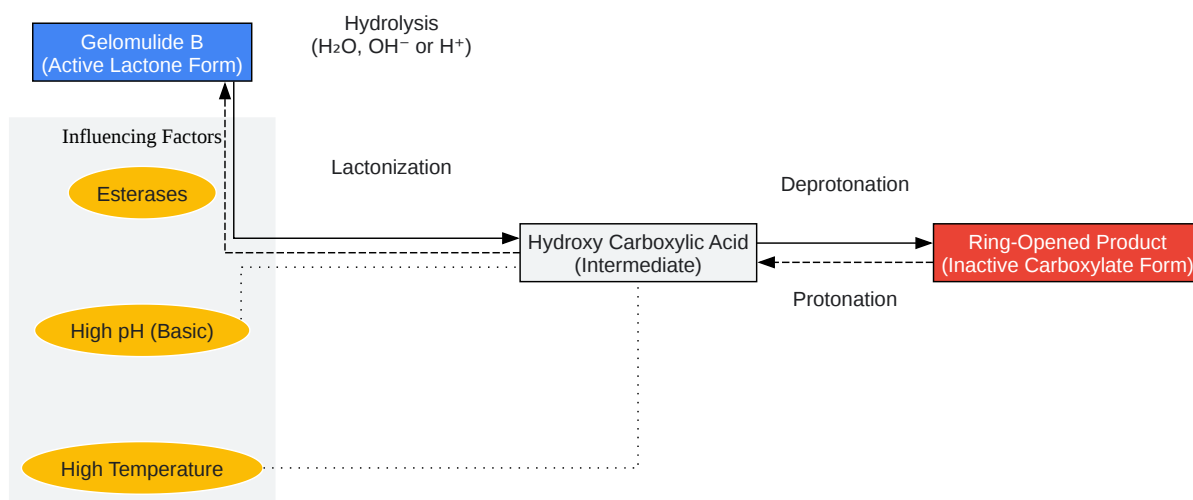 Hydrolysis
(H₂O, OH⁻ or H⁺)
Gelomulide B
(Active Lactone Form)
Influencing Factors
Esterases
Lactonization
Deprotonation
Hydroxy Carboxylic Acid
(Intermediate)
Ring-Opened Product
(Inactive Carboxylate Form)
Protonation
High pH (Basic)
High Temperature